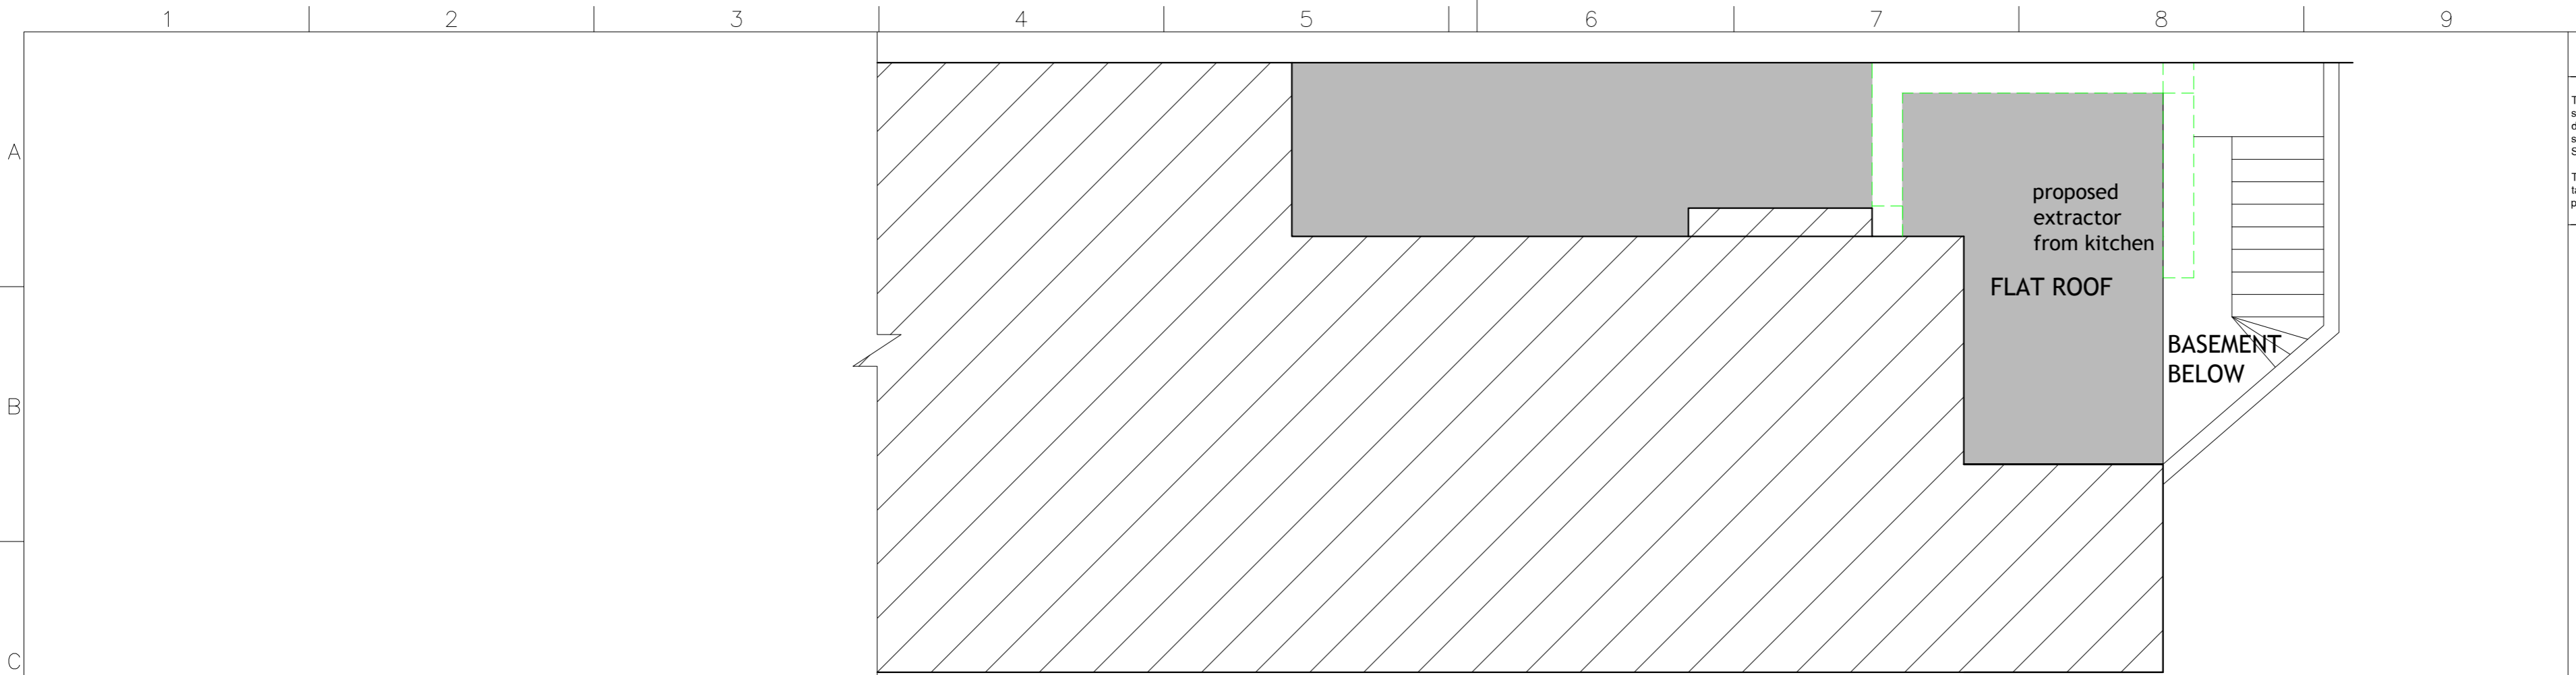 1 2 3 4 5 6 7 8 9
A
proposed
extractor
from kitchen
FLAT ROOF
BASEMENT
BELOW
B
C